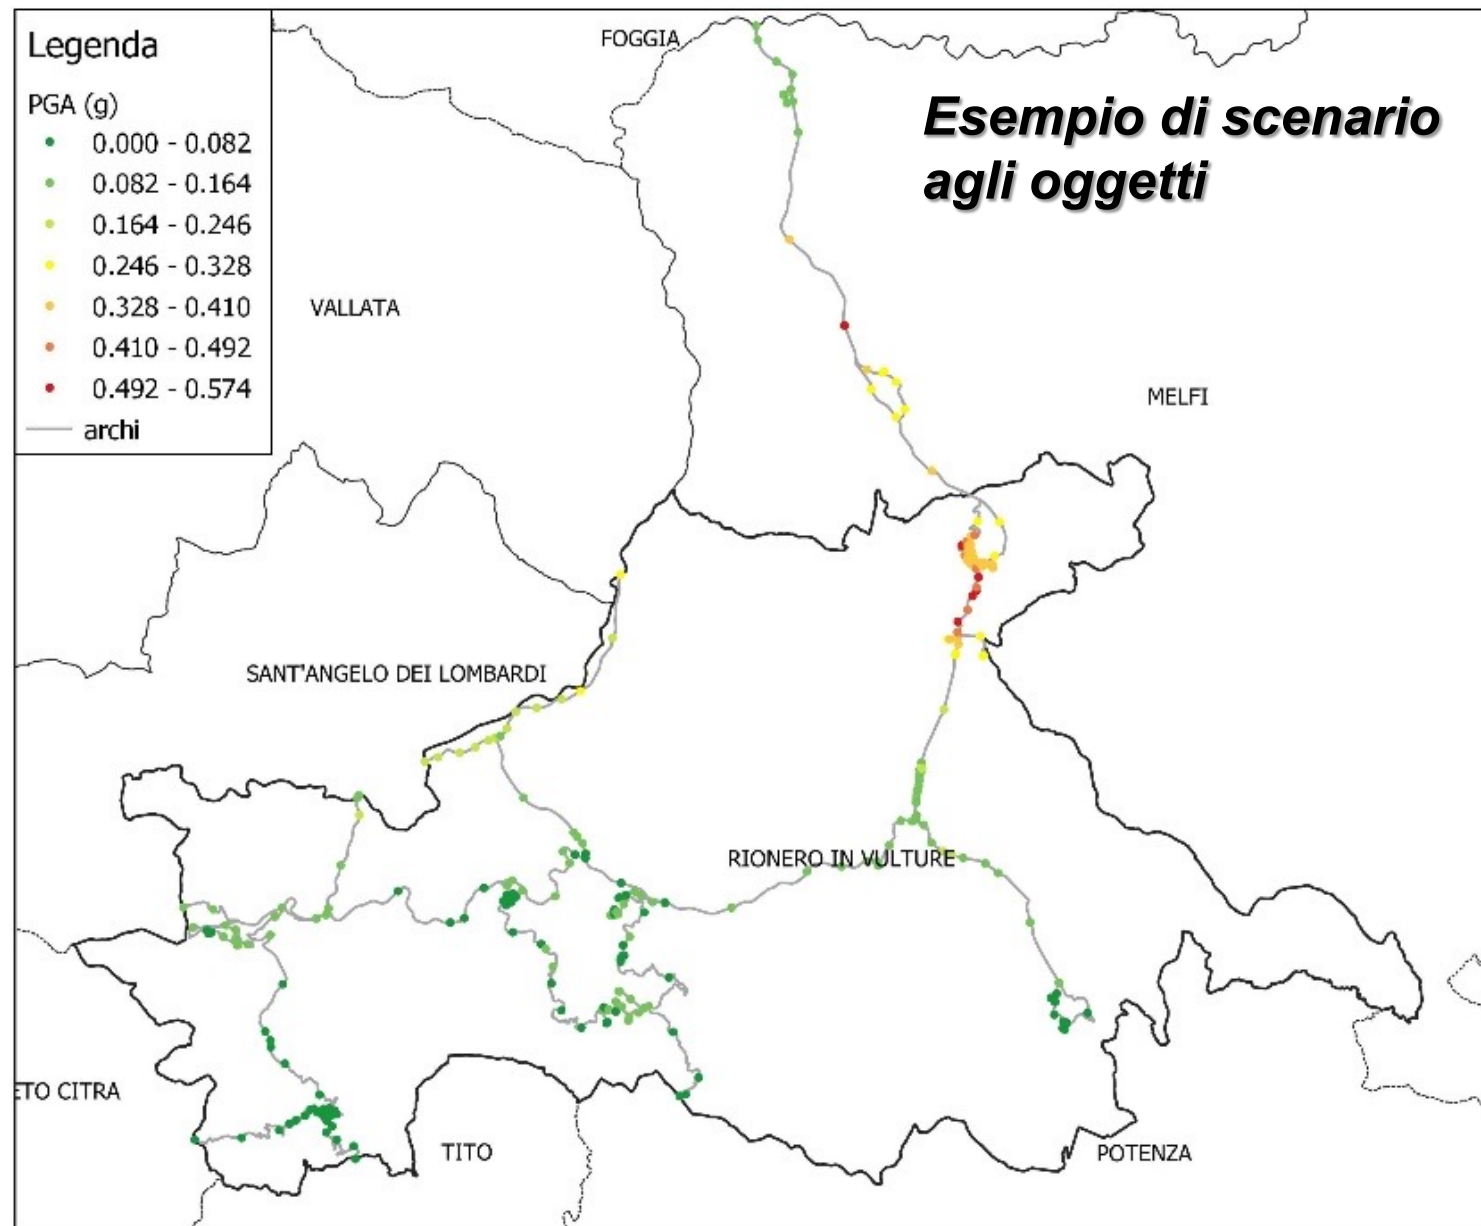 Legenda
PGA (g)
0.000 - 0.082
0.082 - 0.164
0.164 - 0.246
0.246 - 0.328
0.328 - 0.410
0.410 - 0.492
0.492 - 0.574
archi
Esempio di scenario
agli oggetti
FOGGIA
VALLATA
MELFI
SANT'ANGELO DEI LOMBARDI
RIONERO IN VULTURE
ETO CITRA
TITO
POTENZA